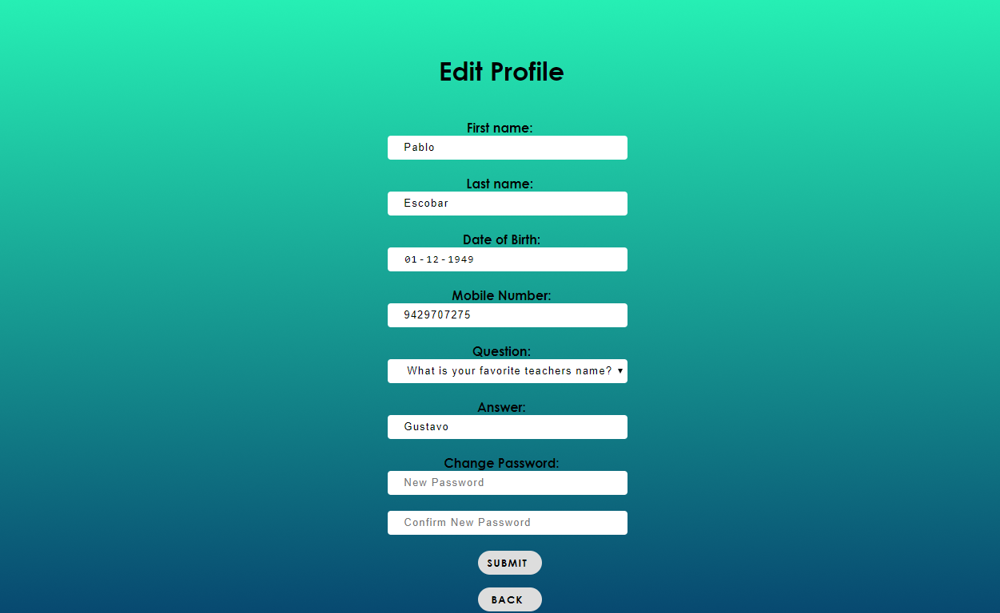 Edit Profile
First name:
Pablo
Last name:
Escobar
Date of Birth:
01-12-1949
Mobile Number:
9429707275
Question:
What is your favorite teachers name?
Answer:
Gustavo
Change Password:
New Password
Confirm New Password
SUBMIT
BACK